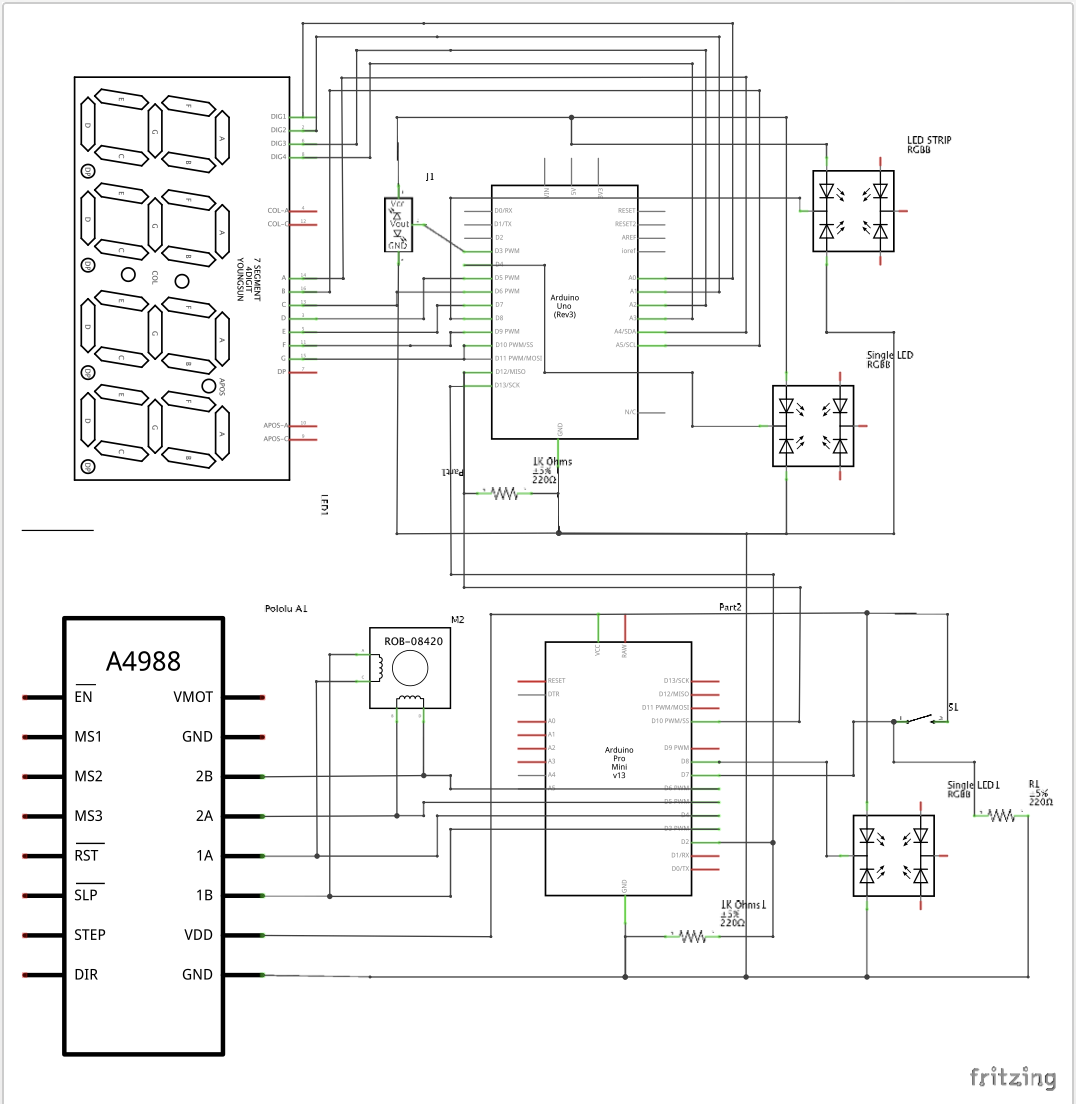 DIG1
DIG2
DIG3
DIG4
COL-A
COL-C
A
B
C
D
E
F
G
DP
APOS-A
APOS-C
7 SEGMENT
4DIGIT
YOUNGSUN
COL
APOS
LED1
J1
Vcc
Vout
GND
VIN
5V
3V3
D0/RX
D1/TX
D2
D3 PWM
D4
D5 PWM
D6 PWM
D7
D8
D9 PWM
D10 PWM/SS
D11 PWM/MOSI
D12/MISO
D13/SCK
RESET
RESET2
AREF
ioref
A0
A1
A2
A3
A4/SDA
A5/SCL
N/C
GND
Arduino
Uno
(Rev3)
LED STRIP
RGBB
Single LED
RGBB
Part1
1K Ohms
±5%
220Ω
Pololu A1
A4988
EN
MS1
MS2
MS3
RST
SLP
STEP
DIR
VMOT
GND
2B
2A
1A
1B
VDD
GND
M2
ROB-08420
Part2
VCC
RAW
RESET
DTR
A0
A1
A2
A3
A4
A5
D13/SCK
D12/MISO
D11 PWM/MOSI
D10 PWM/SS
D9 PWM
D8
D7
D6 PWM
D5 PWM
D4
D3 PWM
D2
D1/RX
D0/TX
GND
Arduino
Pro
Mini
v13
S1
Single LED1
RGBB
R1
±5%
220Ω
1K Ohms1
±5%
220Ω
fritzing